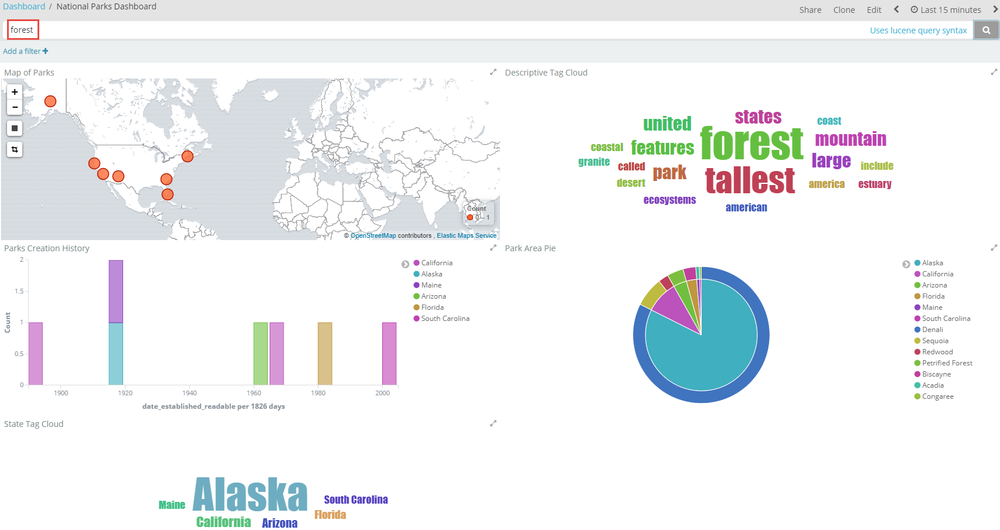 Dashboard / National Parks Dashboard
Share Clone Edit Last 15 minutes
forest
Uses lucene query syntax
Add a filter +
Map of Parks
+
−
Count
0 – 1
© OpenStreetMap contributors , Elastic Maps Service
Descriptive Tag Cloud
states
united
coast
forest
mountain
coastal
features
large
granite
called
park
include
tallest
desert
america
estuary
ecosystems
american
Parks Creation History
2
1.5
1
0.5
0
Count
1900 1920 1940 1960 1980 2000
date_established_readable per 1826 days
California
Alaska
Maine
Arizona
Florida
South Carolina
Park Area Pie
Alaska
California
Arizona
Florida
Maine
South Carolina
Denali
Sequoia
Redwood
Petrified Forest
Biscayne
Acadia
Congaree
State Tag Cloud
Alaska
Maine
South Carolina
Florida
California
Arizona